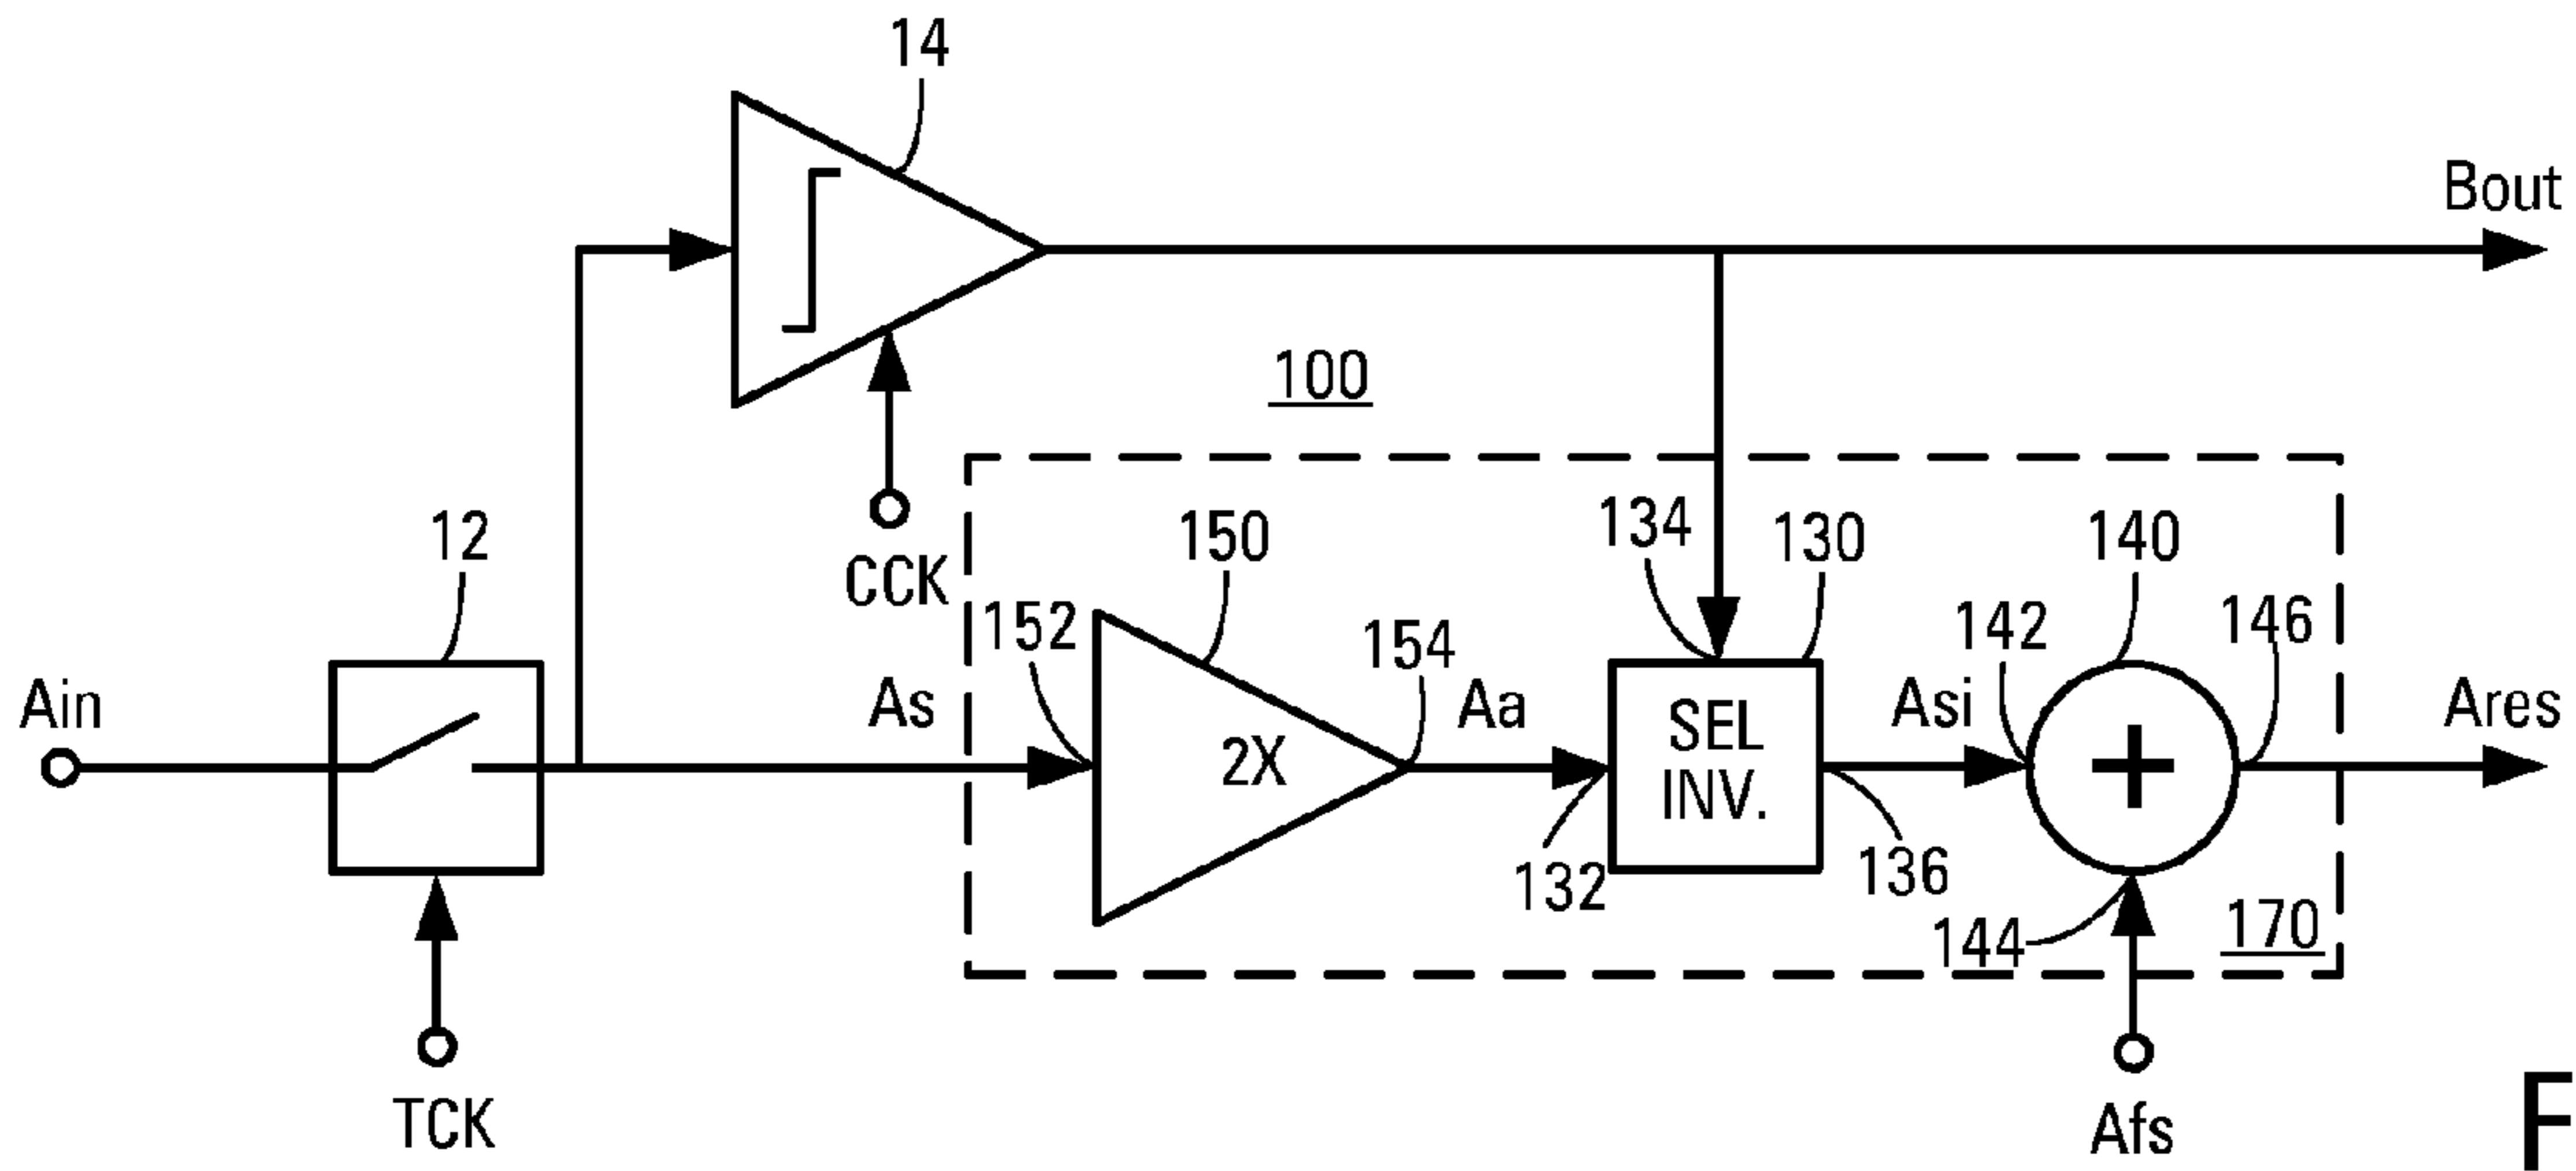 14
Bout
100
12
CCK
150
134
130
140
152
154
142
146
Ain
As
2X
Aa
SEL
INV.
Asi
Ares
132
136
144
170
TCK
Afs
F